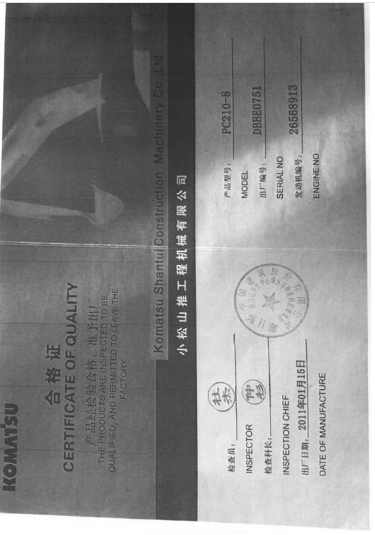 KOMATSU
合格证
CERTIFICATE OF QUALITY
产品经检验合格，准予出厂
THE PRODUCTS ARE INSPECTED TO BE
QUALIFIED, AND PERMITTED TO LEAVE THE
FACTORY
Komatsu Shantui Construction Machinery Co.,Ltd.
小松山推工程机械有限公司
产品型号： PC210-8
MODEL
出厂编号： DBBE0751
SERIAL NO
发动机编号： 26568913
ENGINE NO
检查员：
INSPECTOR
检查科长：
INSPECTION CHIEF
出厂日期： 2011年01月15日
DATE OF MANUFACTURE